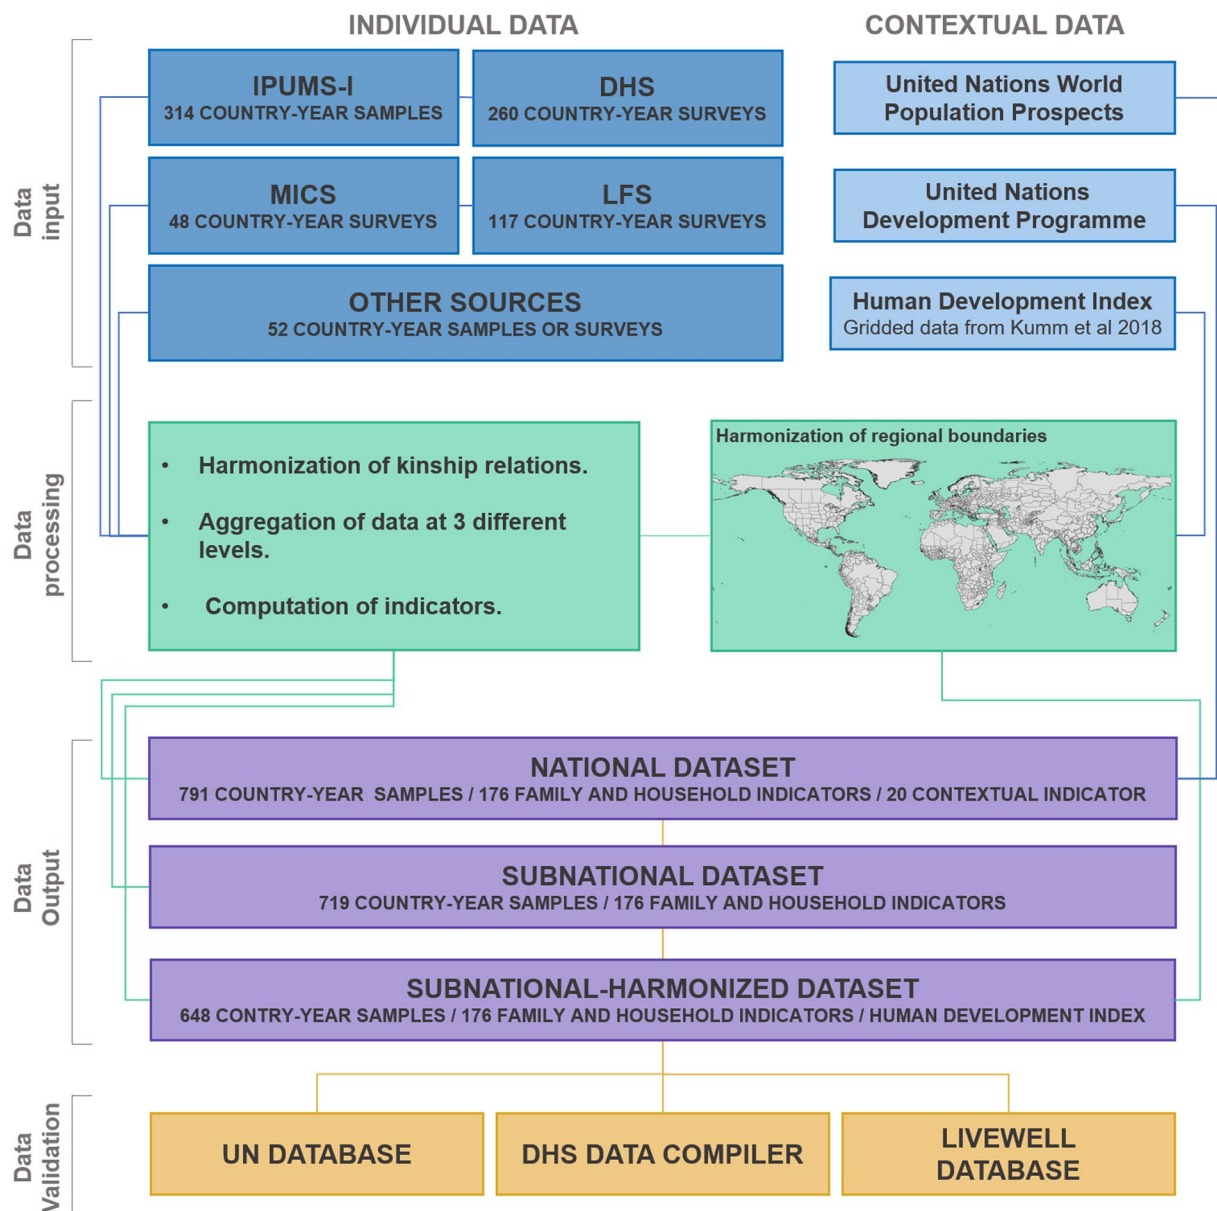 INDIVIDUAL DATA
CONTEXTUAL DATA
Data
input
IPUMS-I
314 COUNTRY-YEAR SAMPLES
DHS
260 COUNTRY-YEAR SURVEYS
MICS
48 COUNTRY-YEAR SURVEYS
LFS
117 COUNTRY-YEAR SURVEYS
OTHER SOURCES
52 COUNTRY-YEAR SAMPLES OR SURVEYS
United Nations World
Population Prospects
United Nations
Development Programme
Human Development Index
Gridded data from Kumm et al 2018
Data
processing
• Harmonization of kinship relations.
• Aggregation of data at 3 different
levels.
• Computation of indicators.
Harmonization of regional boundaries
Data
Output
NATIONAL DATASET
791 COUNTRY-YEAR SAMPLES / 176 FAMILY AND HOUSEHOLD INDICATORS / 20 CONTEXTUAL INDICATOR
SUBNATIONAL DATASET
719 COUNTRY-YEAR SAMPLES / 176 FAMILY AND HOUSEHOLD INDICATORS
SUBNATIONAL-HARMONIZED DATASET
648 CONTRY-YEAR SAMPLES / 176 FAMILY AND HOUSEHOLD INDICATORS / HUMAN DEVELOPMENT INDEX
Data
Validation
UN DATABASE
DHS DATA COMPILER
LIVEWELL
DATABASE